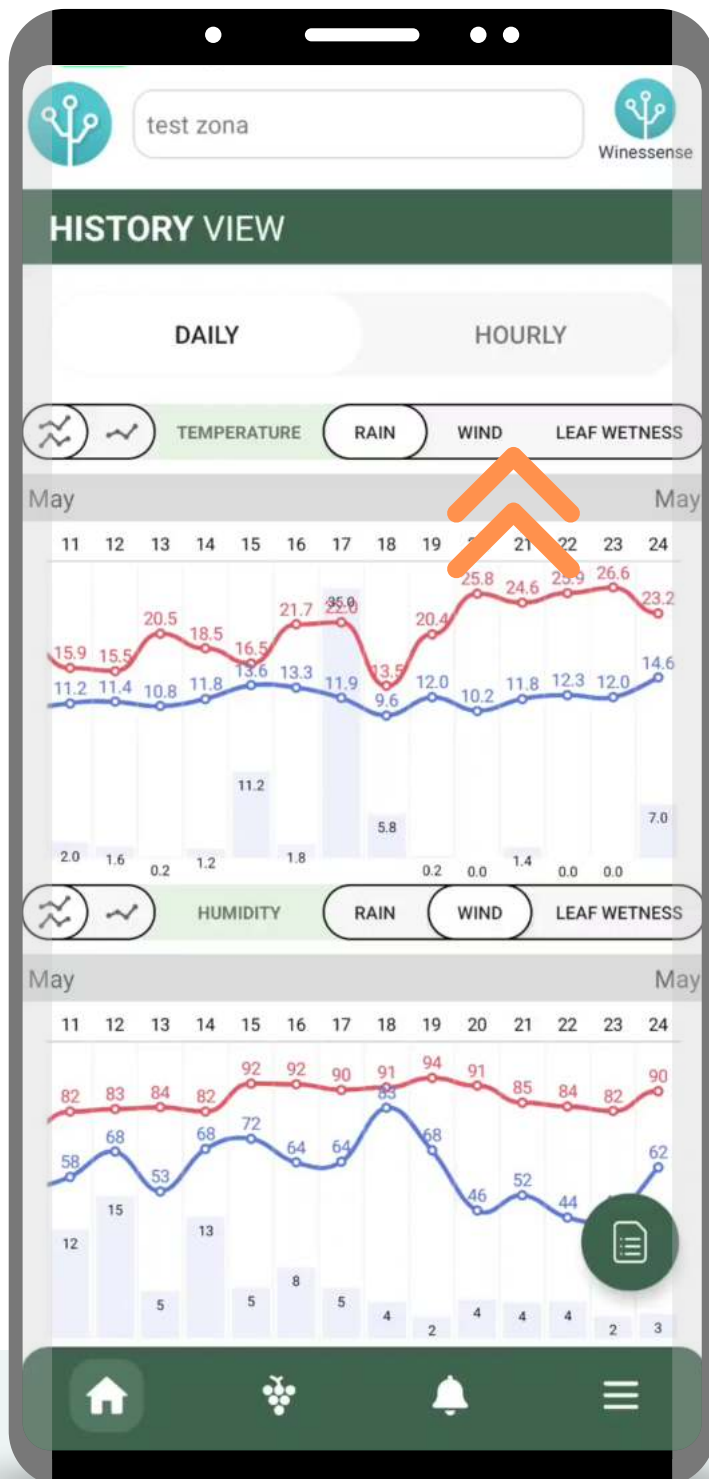 test zona
Winessense
HISTORY VIEW
DAILY HOURLY
TEMPERATURE RAIN WIND LEAF WETNESS
May May
11 12 13 14 15 16 17 18 19 21 22 23 24
25.8 24.6 25.9 26.6
20.5 18.5 21.7 22.0 20.4 23.2
35.0
15.9 15.5 16.5 13.5
11.2 11.4 10.8 11.8 13.6 13.3 11.9 9.6 12.0 10.2 11.8 12.3 12.0 14.6
11.2
5.8 7.0
2.0 1.6 0.2 1.2 1.8 0.2 0.0 1.4 0.0 0.0
HUMIDITY RAIN WIND LEAF WETNESS
May May
11 12 13 14 15 16 17 18 19 20 21 22 23 24
82 83 84 82 92 92 90 91 94 91 85 84 82 90
58 68 53 68 72 64 64 83 68 46 52 44 62
12 15 5 13 5 8 5 4 2 4 4 4 2 3